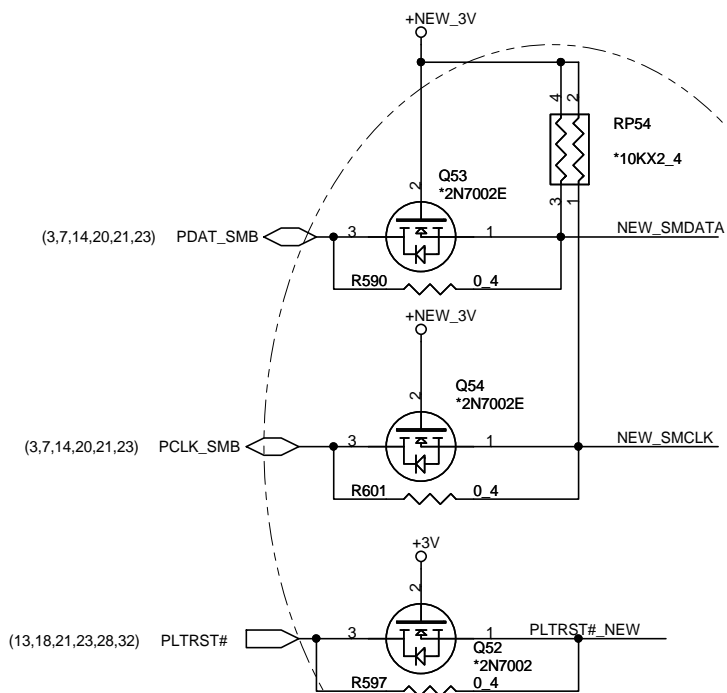 +NEW_3V
4
2
RP54
*10KX2_4
3
1
Q53
*2N7002E
2
(3,7,14,20,21,23) PDAT_SMB
3
1
NEW_SMDATA
R590
0_4
+NEW_3V
Q54
*2N7002E
2
(3,7,14,20,21,23) PCLK_SMB
3
1
NEW_SMCLK
R601
0_4
+3V
2
(13,18,21,23,28,32) PLTRST#
3
1
PLTRST#_NEW
Q52
*2N7002
R597
0_4